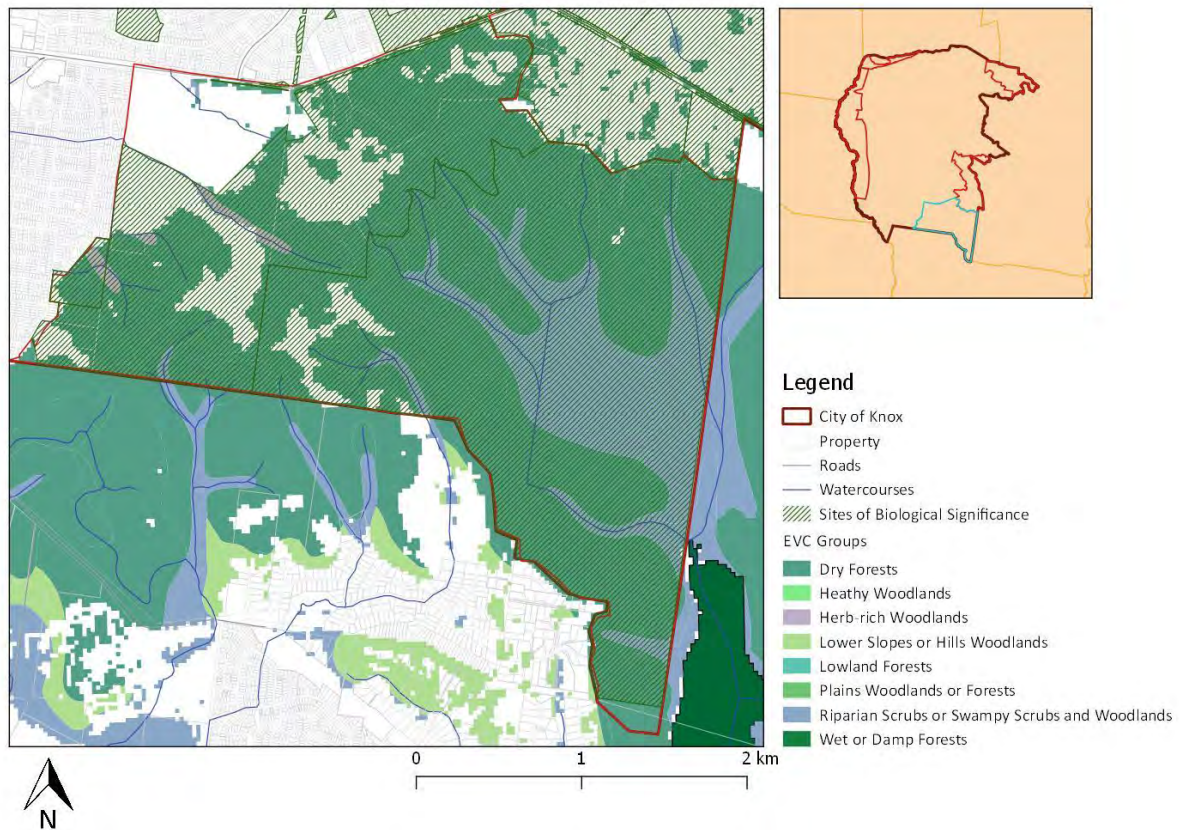 Legend
City of Knox
Property
Roads
Watercourses
Sites of Biological Significance
EVC Groups
Dry Forests
Heathy Woodlands
Herb-rich Woodlands
Lower Slopes or Hills Woodlands
Lowland Forests
Plains Woodlands or Forests
Riparian Scrubs or Swampy Scrubs and Woodlands
Wet or Damp Forests
0 1 2 km
N